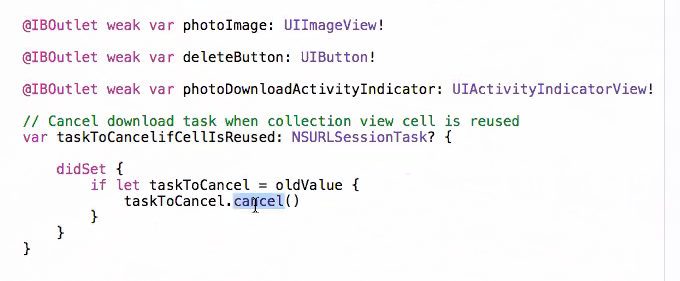 @IBOutlet weak var photoImage: UIImageView!
@IBOutlet weak var deleteButton: UIButton!
@IBOutlet weak var photoDownloadActivityIndicator: UIActivityIndicatorView!
// Cancel download task when collection view cell is reused
var taskToCancelifCellIsReused: NSURLSessionTask? {
didSet {
if let taskToCancel = oldValue {
taskToCancel.cancel()
}
}
}